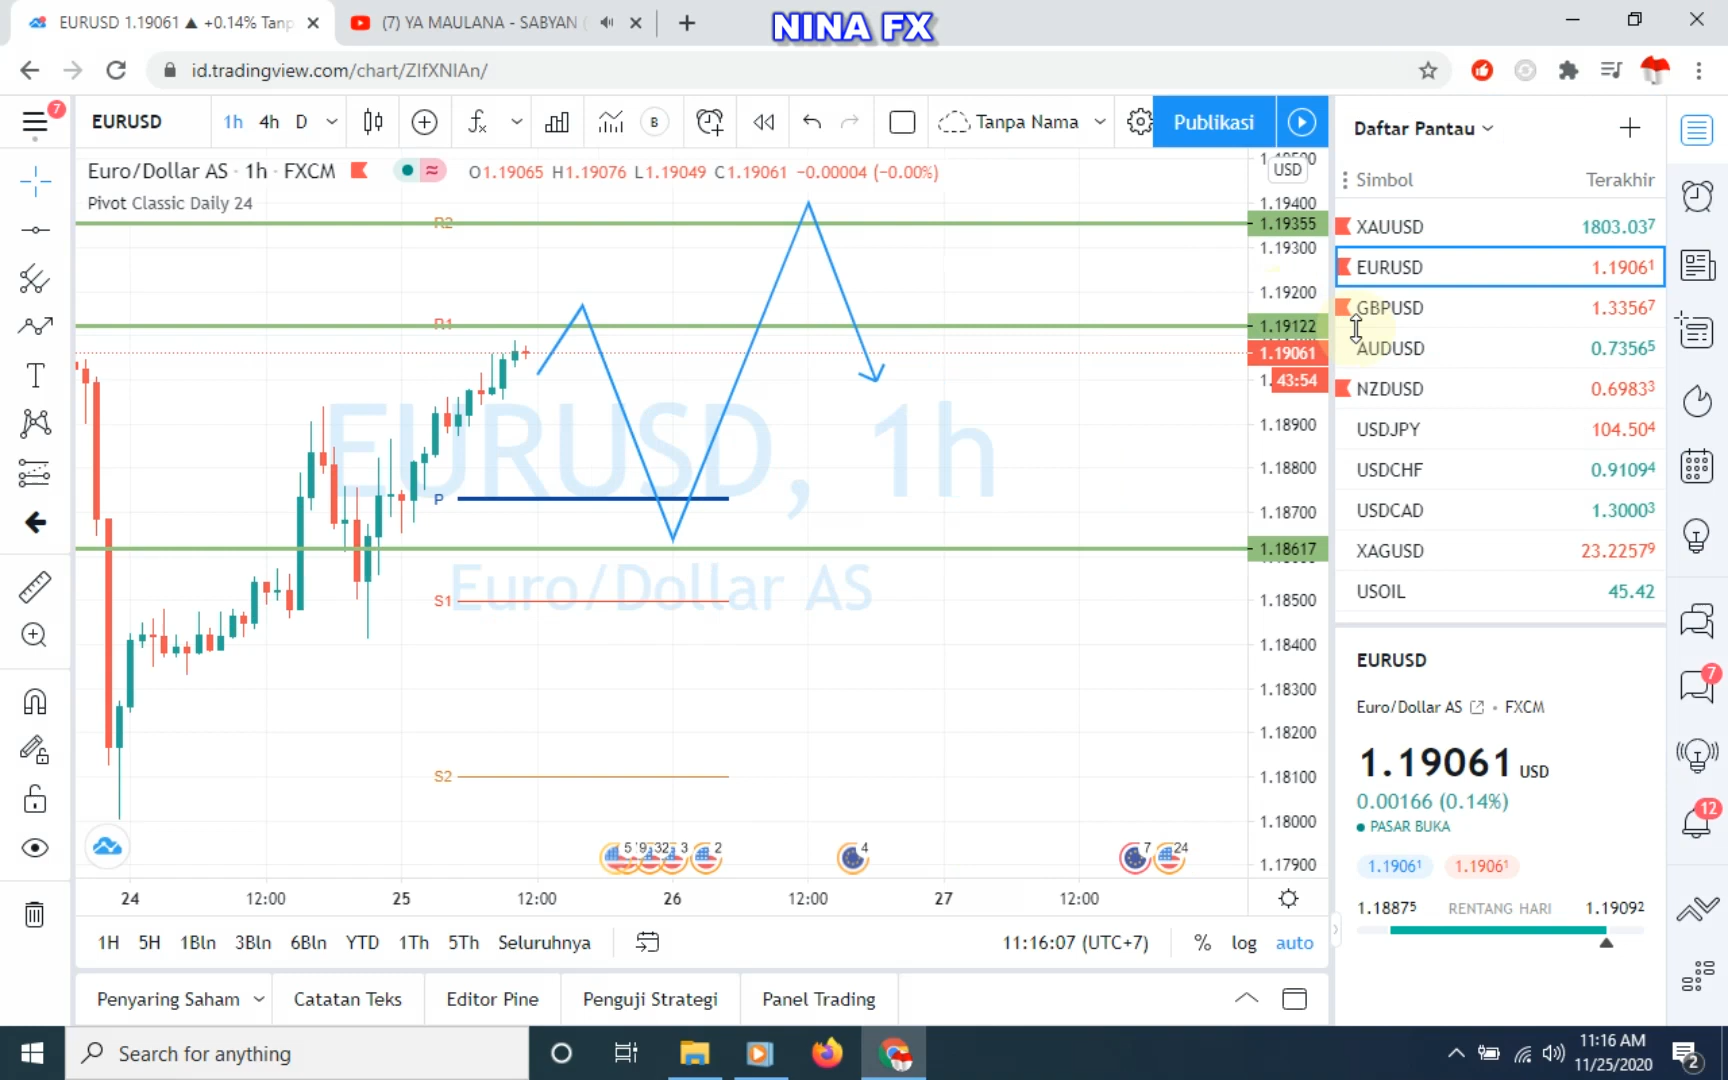 EURUSD 1.19061 ▲ +0.14% Tanp
(7) YA MAULANA - SABYAN (
NINA FX
id.tradingview.com/chart/ZIfXNIAn/
7
EURUSD
1h
4h
D
B
Tanpa Nama
Publikasi
Euro/Dollar AS · 1h · FXCM
O1.19065 H1.19076 L1.19049 C1.19061 −0.00004 (−0.00%)
Pivot Classic Daily 24
USD
1.19400
R2
1.19355
1.19300
1.19200
R1
1.19122
1.19061
43:54
1.18900
1.18800
P
1.18700
1.18617
S1
1.18500
1.18400
1.18300
1.18200
S2
1.18100
1.18000
1.17900
EURUSD, 1h
Euro/Dollar AS
24
12:00
25
12:00
26
12:00
27
12:00
1H 5H 1Bln 3Bln 6Bln YTD 1Th 5Th Seluruhnya
11:16:07 (UTC+7)
% log auto
Penyaring Saham
Catatan Teks
Editor Pine
Penguji Strategi
Panel Trading
Daftar Pantau
Simbol Terakhir
XAUUSD 1803.037
EURUSD 1.19061
GBPUSD 1.33567
AUDUSD 0.73565
NZDUSD 0.69833
USDJPY 104.504
USDCHF 0.91094
USDCAD 1.30003
XAGUSD 23.22579
USOIL 45.42
EURUSD
Euro/Dollar AS • FXCM
1.19061 USD
0.00166 (0.14%)
PASAR BUKA
1.19061 1.19061
1.18875 RENTANG HARI 1.19092
7
12
Search for anything
11:16 AM
11/25/2020
2